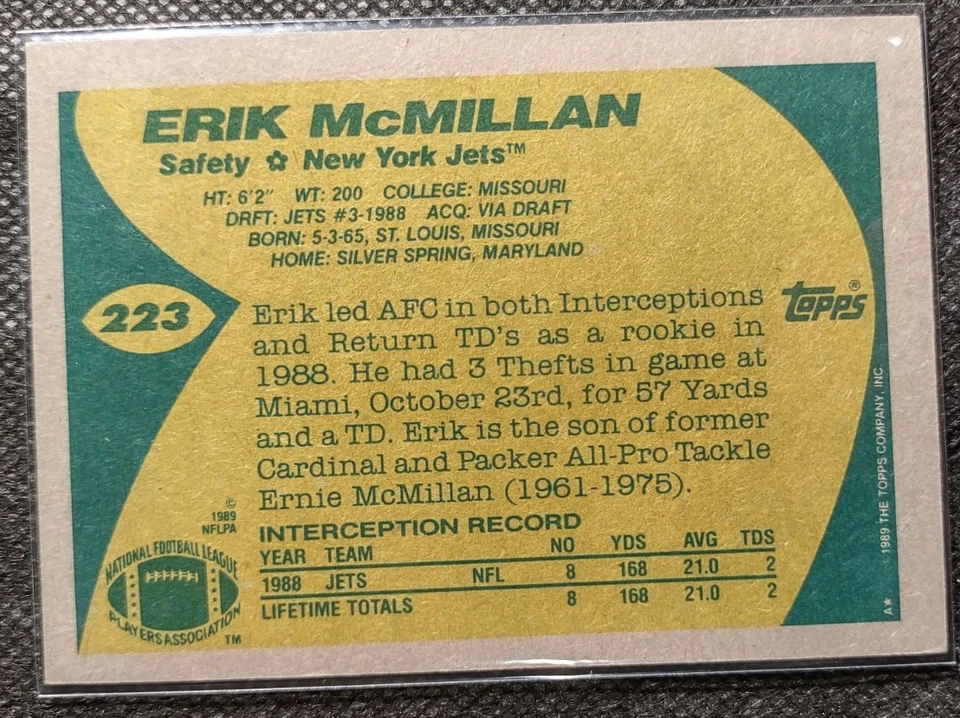 ERIK McMILLAN
Safety New York Jets™
HT: 6'2" WT: 200 COLLEGE: MISSOURI
DRFT: JETS #3-1988 ACQ: VIA DRAFT
BORN: 5-3-65, ST. LOUIS, MISSOURI
HOME: SILVER SPRING, MARYLAND
223
Erik led AFC in both Interceptions
and Return TD's as a rookie in
1988. He had 3 Thefts in game at
Miami, October 23rd, for 57 Yards
and a TD. Erik is the son of former
Cardinal and Packer All-Pro Tackle
Ernie McMillan (1961-1975).
TOPPS®
INTERCEPTION RECORD
YEAR TEAM NO YDS AVG TDS
1988 JETS NFL 8 168 21.0 2
LIFETIME TOTALS 8 168 21.0 2
©
1989
NFLPA
NATIONAL FOOTBALL LEAGUE
PLAYERS ASSOCIATION
™
A★ © 1989 THE TOPPS COMPANY, INC.